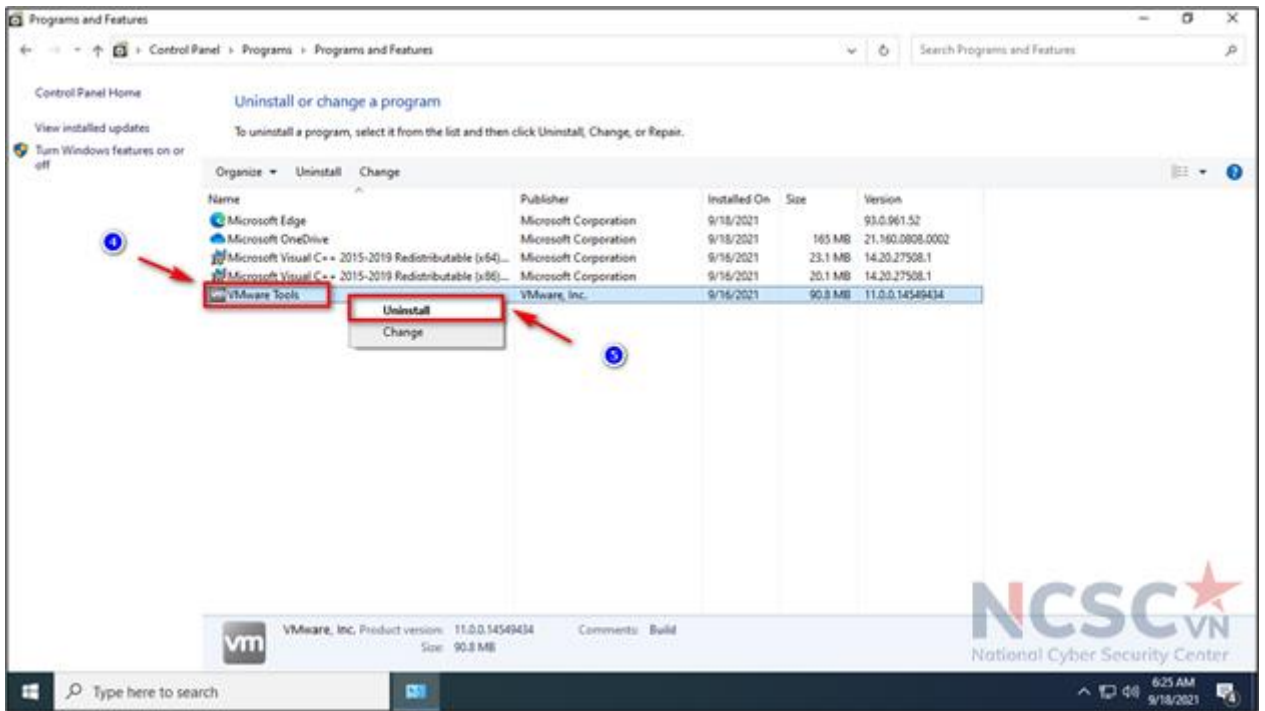 Programs and Features
Control Panel › Programs › Programs and Features
Search Programs and Features
Control Panel Home
View installed updates
Turn Windows features on or
off
Uninstall or change a program
To uninstall a program, select it from the list and then click Uninstall, Change, or Repair.
Organize Uninstall Change
Name Publisher Installed On Size Version
Microsoft Edge Microsoft Corporation 9/18/2021 93.0.961.52
Microsoft OneDrive Microsoft Corporation 9/18/2021 165 MB 21.160.0808.0002
Microsoft Visual C++ 2015-2019 Redistributable (x64)... Microsoft Corporation 9/16/2021 23.1 MB 14.20.27508.1
Microsoft Visual C++ 2015-2019 Redistributable (x86)... Microsoft Corporation 9/16/2021 20.1 MB 14.20.27508.1
VMware Tools VMware, Inc. 9/16/2021 90.8 MB 11.0.0.14549434
4
Uninstall
Change
5
vm
VMware, Inc. Product version: 11.0.0.14549434 Comments: Build
Size: 90.8 MB
NCSC VN
National Cyber Security Center
Type here to search
6:25 AM
9/18/2021
4